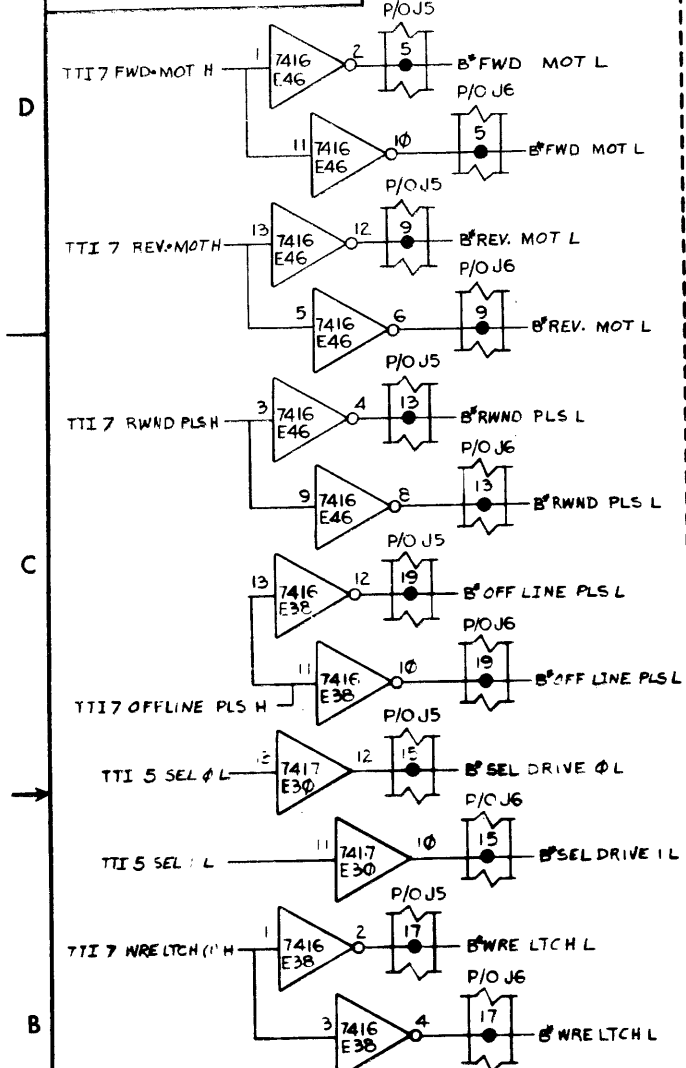 P/O J5
1 7416 E46 2 5
TTI 7 FWD•MOT H B* FWD MOT L
D
P/O J6
11 7416 E46 10 5 B* FWD MOT L
P/O J5
13 7416 E46 12 9
TTI 7 REV•MOT H B* REV. MOT L
P/O J6
5 7416 E46 6 9 B* REV. MOT L
P/O J5
3 7416 E46 4 13
TTI 7 RWND PLS H B* RWND PLS L
P/O J6
9 7416 E46 8 13 B* RWND PLS L
P/O J5
C
13 7416 E38 12 19 B* OFF LINE PLS L
P/O J6
11 7416 E38 10 19 B* OFF LINE PLS L
TTI 7 OFFLINE PLS H
P/O J5
TTI 5 SEL Ø L 7417 E3Ø 12 15 B* SEL DRIVE Ø L
P/O J6
11 7417 E3Ø 1Ø 15 B* SEL DRIVE 1 L
TTI 5 SEL L
P/O J5
1 7416 E38 2 17
TTI 7 WRE LTCH H B* WRE LTCH L
P/O J6
B
3 7416 E38 4 17 B* WRE LTCH L